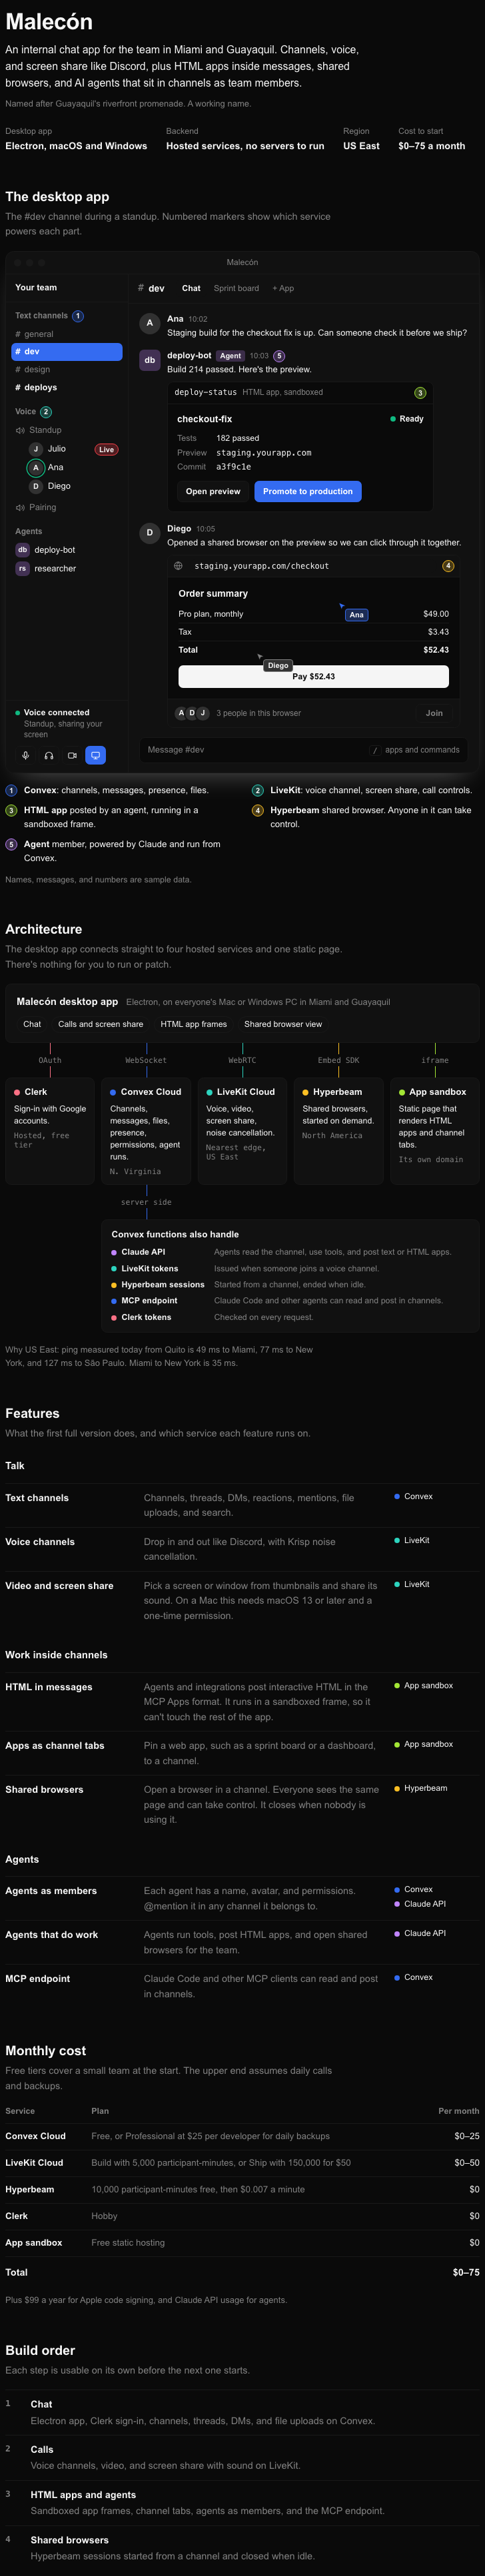 Malecón
An internal chat app for the team in Miami and Guayaquil. Channels, voice,
and screen share like Discord, plus HTML apps inside messages, shared
browsers, and AI agents that sit in channels as team members.
Named after Guayaquil's riverfront promenade. A working name.
Desktop app
Electron, macOS and Windows
Backend
Hosted services, no servers to run
Region
US East
Cost to start
$0–75 a month
The desktop app
The #dev channel during a standup. Numbered markers show which service
powers each part.
Malecón
Your team
Text channels 1
# general
# dev
# design
# deploys
Voice 2
Standup
J Julio Live
A Ana
D Diego
Pairing
Agents
db deploy-bot
rs researcher
Voice connected
Standup, sharing your
screen
# dev Chat Sprint board + App
A Ana 10:02
Staging build for the checkout fix is up. Can someone check it before we ship?
db deploy-bot Agent 10:03 5
Build 214 passed. Here's the preview.
deploy-status HTML app, sandboxed 3
checkout-fix Ready
Tests 182 passed
Preview staging.yourapp.com
Commit a3f9c1e
Open preview Promote to production
D Diego 10:05
Opened a shared browser on the preview so we can click through it together.
staging.yourapp.com/checkout 4
Order summary
Pro plan, monthly $49.00
Ana
Tax $3.43
Total $52.43
Diego
Pay $52.43
A D J 3 people in this browser Join
Message #dev / apps and commands
1 Convex: channels, messages, presence, files.
2 LiveKit: voice channel, screen share, call controls.
3 HTML app posted by an agent, running in a
sandboxed frame.
4 Hyperbeam shared browser. Anyone in it can take
control.
5 Agent member, powered by Claude and run from
Convex.
Names, messages, and numbers are sample data.
Architecture
The desktop app connects straight to four hosted services and one static page.
There's nothing for you to run or patch.
Malecón desktop app Electron, on everyone's Mac or Windows PC in Miami and Guayaquil
Chat Calls and screen share HTML app frames Shared browser view
OAuth WebSocket WebRTC Embed SDK iframe
Clerk
Sign-in with Google
accounts.
Hosted, free
tier
Convex Cloud
Channels,
messages, files,
presence,
permissions, agent
runs.
N. Virginia
LiveKit Cloud
Voice, video,
screen share,
noise cancellation.
Nearest edge,
US East
Hyperbeam
Shared browsers,
started on demand.
North America
App sandbox
Static page that
renders HTML
apps and channel
tabs.
Its own domain
server side
Convex functions also handle
Claude API Agents read the channel, use tools, and post text or HTML apps.
LiveKit tokens Issued when someone joins a voice channel.
Hyperbeam sessions Started from a channel, ended when idle.
MCP endpoint Claude Code and other agents can read and post in channels.
Clerk tokens Checked on every request.
Why US East: ping measured today from Quito is 49 ms to Miami, 77 ms to New
York, and 127 ms to São Paulo. Miami to New York is 35 ms.
Features
What the first full version does, and which service each feature runs on.
Talk
Text channels Channels, threads, DMs, reactions, mentions, file Convex
uploads, and search.
Voice channels Drop in and out like Discord, with Krisp noise LiveKit
cancellation.
Video and screen share Pick a screen or window from thumbnails and share its LiveKit
sound. On a Mac this needs macOS 13 or later and a
one-time permission.
Work inside channels
HTML in messages Agents and integrations post interactive HTML in the App sandbox
MCP Apps format. It runs in a sandboxed frame, so it
can't touch the rest of the app.
Apps as channel tabs Pin a web app, such as a sprint board or a dashboard, App sandbox
to a channel.
Shared browsers Open a browser in a channel. Everyone sees the same Hyperbeam
page and can take control. It closes when nobody is
using it.
Agents
Agents as members Each agent has a name, avatar, and permissions. Convex
@mention it in any channel it belongs to. Claude API
Agents that do work Agents run tools, post HTML apps, and open shared Claude API
browsers for the team.
MCP endpoint Claude Code and other MCP clients can read and post Convex
in channels.
Monthly cost
Free tiers cover a small team at the start. The upper end assumes daily calls
and backups.
Service Plan Per month
Convex Cloud Free, or Professional at $25 per developer for daily backups $0–25
LiveKit Cloud Build with 5,000 participant-minutes, or Ship with 150,000 for $50 $0–50
Hyperbeam 10,000 participant-minutes free, then $0.007 a minute $0
Clerk Hobby $0
App sandbox Free static hosting $0
Total $0–75
Plus $99 a year for Apple code signing, and Claude API usage for agents.
Build order
Each step is usable on its own before the next one starts.
1 Chat
Electron app, Clerk sign-in, channels, threads, DMs, and file uploads on Convex.
2 Calls
Voice channels, video, and screen share with sound on LiveKit.
3 HTML apps and agents
Sandboxed app frames, channel tabs, agents as members, and the MCP endpoint.
4 Shared browsers
Hyperbeam sessions started from a channel and closed when idle.